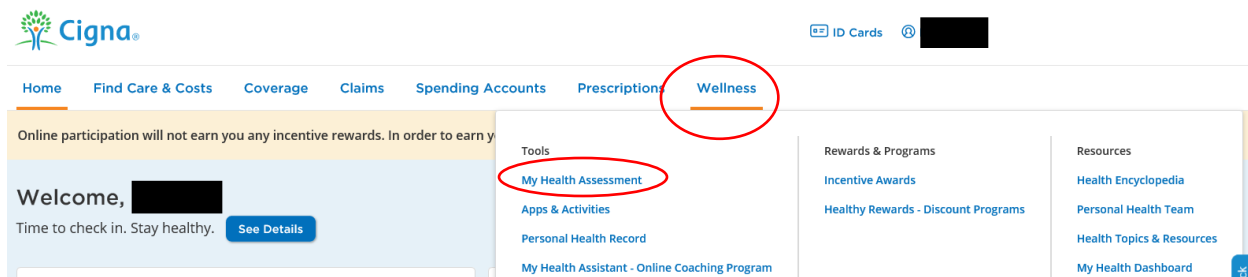 Cigna®
ID Cards
Home Find Care & Costs Coverage Claims Spending Accounts Prescriptions Wellness
Online participation will not earn you any incentive rewards. In order to earn y
Welcome,
Time to check in. Stay healthy. See Details
Tools
My Health Assessment
Apps & Activities
Personal Health Record
My Health Assistant - Online Coaching Program
Rewards & Programs
Incentive Awards
Healthy Rewards - Discount Programs
Resources
Health Encyclopedia
Personal Health Team
Health Topics & Resources
My Health Dashboard